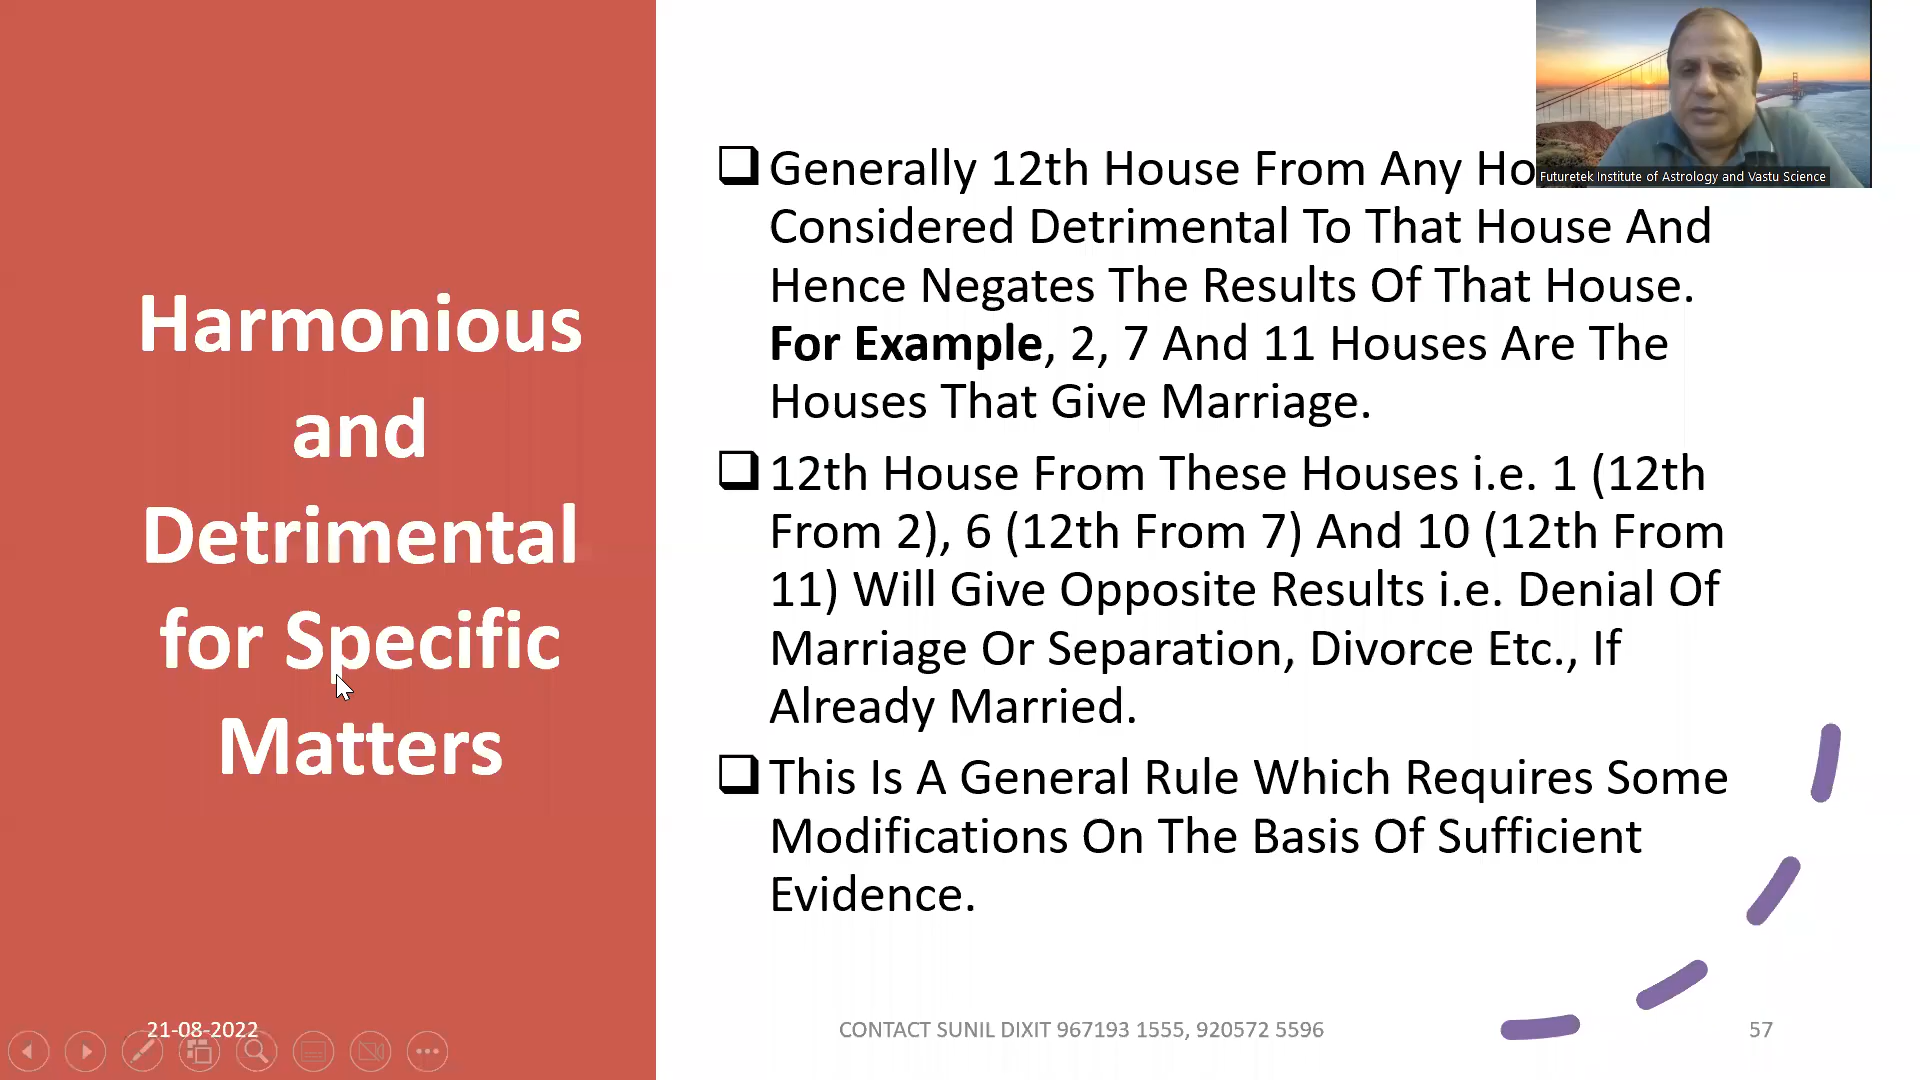 Harmonious
and
Detrimental
for Specific
Matters
❑ Generally 12th House From Any Ho
Considered Detrimental To That House And
Hence Negates The Results Of That House.
For Example, 2, 7 And 11 Houses Are The
Houses That Give Marriage.
❑ 12th House From These Houses i.e. 1 (12th
From 2), 6 (12th From 7) And 10 (12th From
11) Will Give Opposite Results i.e. Denial Of
Marriage Or Separation, Divorce Etc., If
Already Married.
❑ This Is A General Rule Which Requires Some
Modifications On The Basis Of Sufficient
Evidence.
Futuretek Institute of Astrology and Vastu Science
21-08-2022
CONTACT SUNIL DIXIT 967193 1555, 920572 5596
57